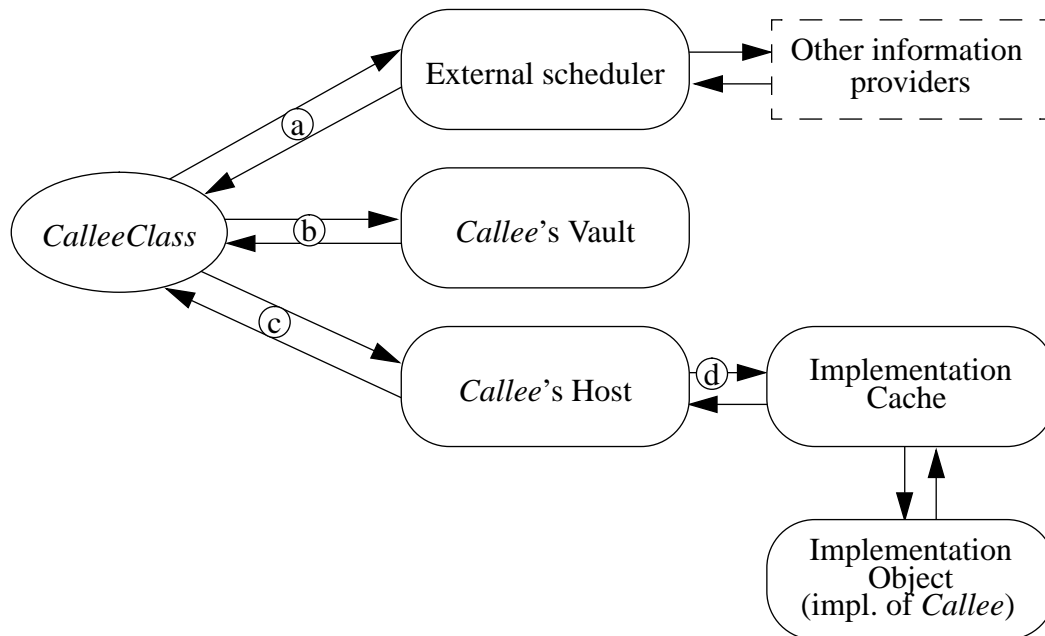 External scheduler
Other information
providers
a
CalleeClass
b
Callee's Vault
c
Callee's Host
d
Implementation
Cache
Implementation
Object
(impl. of Callee)